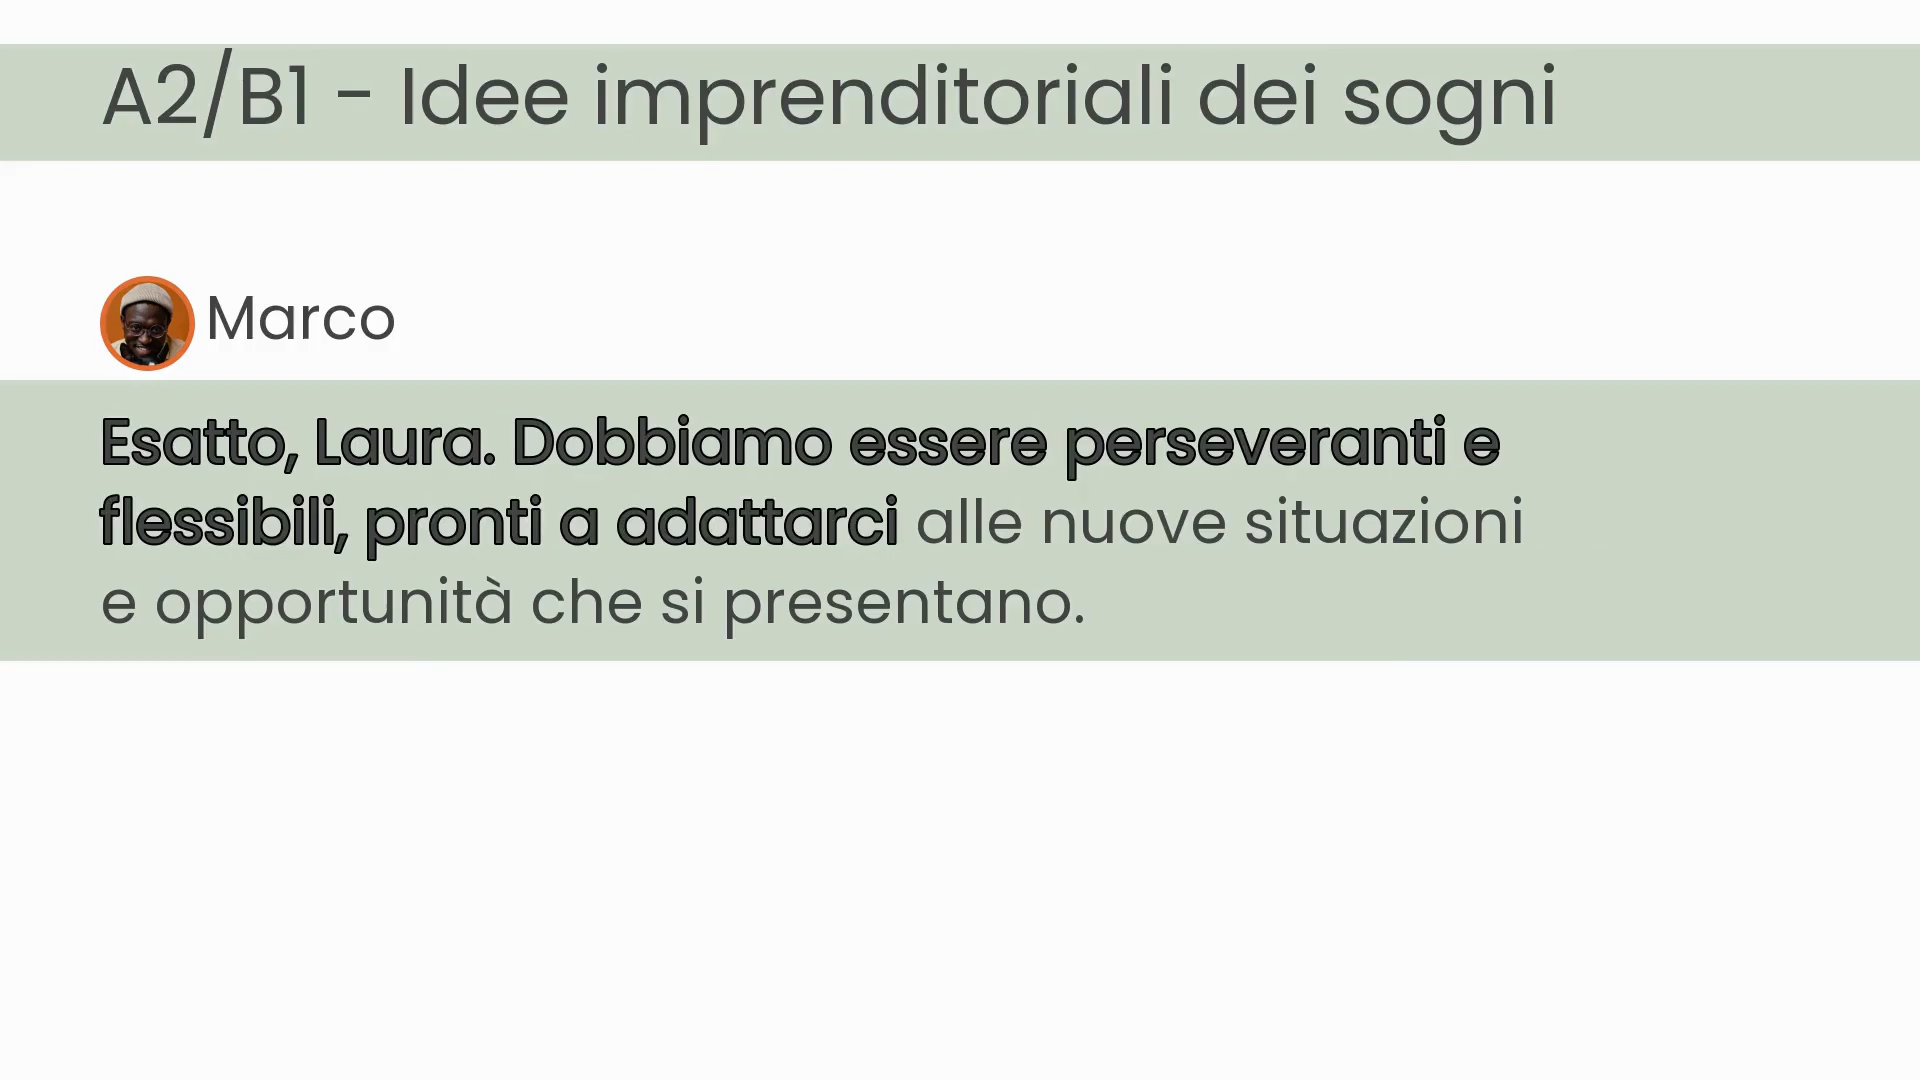 A2/B1 - Idee imprenditoriali dei sogni
Marco
Esatto, Laura. Dobbiamo essere perseveranti e
flessibili, pronti a adattarci alle nuove situazioni
e opportunità che si presentano.